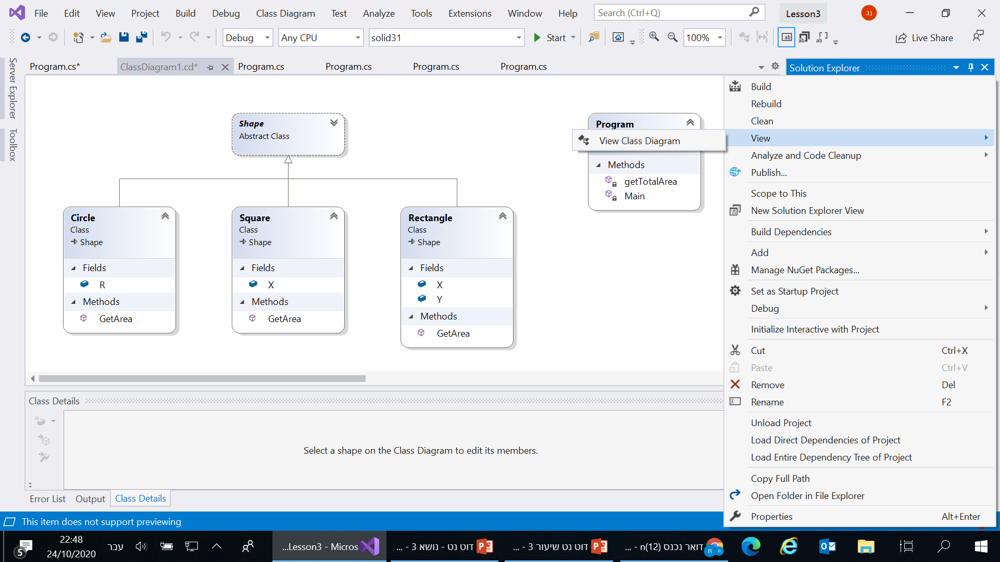 File Edit View Project Build Debug Class Diagram Test Analyze Tools Extensions Window Help Search (Ctrl+Q) Lesson3 נג
Debug Any CPU solid31 Start 100% Live Share
Server Explorer
Toolbox
Program.cs* ClassDiagram1.cd* Program.cs Program.cs Program.cs Program.cs
Shape
Abstract Class
Circle
Class
Shape
Fields
R
Methods
GetArea
Square
Class
Shape
Fields
X
Methods
GetArea
Rectangle
Class
Shape
Fields
X
Y
Methods
GetArea
Program
Methods
getTotalArea
Main
View Class Diagram
Solution Explorer
Build
Rebuild
Clean
View
Analyze and Code Cleanup
Publish...
Scope to This
New Solution Explorer View
Build Dependencies
Add
Manage NuGet Packages...
Set as Startup Project
Debug
Initialize Interactive with Project
Cut Ctrl+X
Paste Ctrl+V
Remove Del
Rename F2
Unload Project
Load Direct Dependencies of Project
Load Entire Dependency Tree of Project
Copy Full Path
Open Folder in File Explorer
Properties Alt+Enter
Class Details
Select a shape on the Class Diagram to edit its members.
Error List Output Class Details
This item does not support previewing
5
22:48
24/10/2020
עבר
...Lesson3 - Micros
דוט נט - נושא 3 - ...
דוט נט שיעור 3 - ...
דואר נכנס (12)n - ...